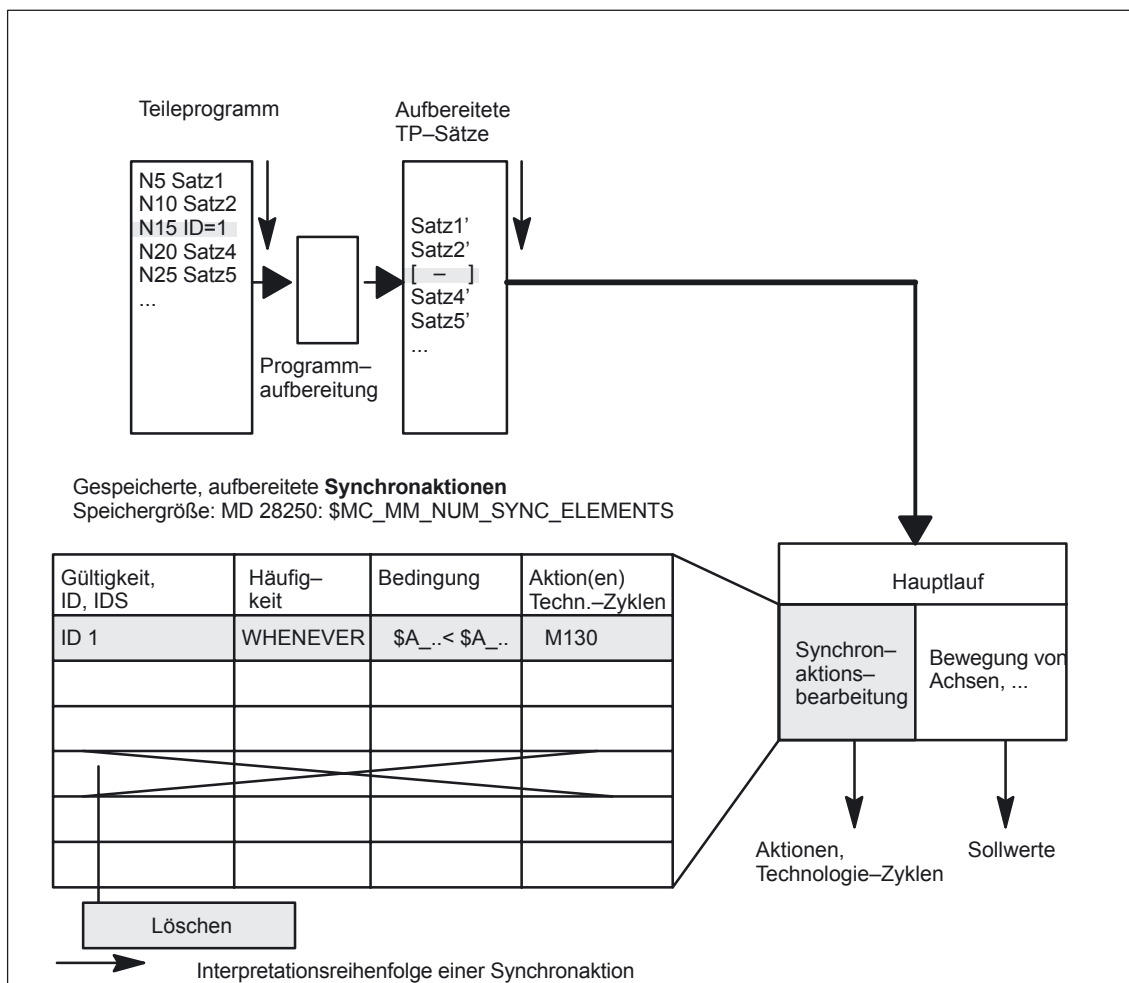 Teileprogramm
N5 Satz1
N10 Satz2
N15 ID=1
N20 Satz4
N25 Satz5
...
Programm–
aufbereitung
Aufbereitete
TP–Sätze
Satz1’
Satz2’
[ – ]
Satz4’
Satz5’
...
Gespeicherte, aufbereitete Synchronaktionen
Speichergröße: MD 28250: $MC_MM_NUM_SYNC_ELEMENTS
Gültigkeit,
ID, IDS
Häufig–
keit
Bedingung
Aktion(en)
Techn.–Zyklen
ID 1
WHENEVER
$A_..< $A_..
M130
Löschen
Interpretationsreihenfolge einer Synchronaktion
Hauptlauf
Synchron–
aktions–
bearbeitung
Bewegung von
Achsen, ...
Aktionen,
Technologie–Zyklen
Sollwerte